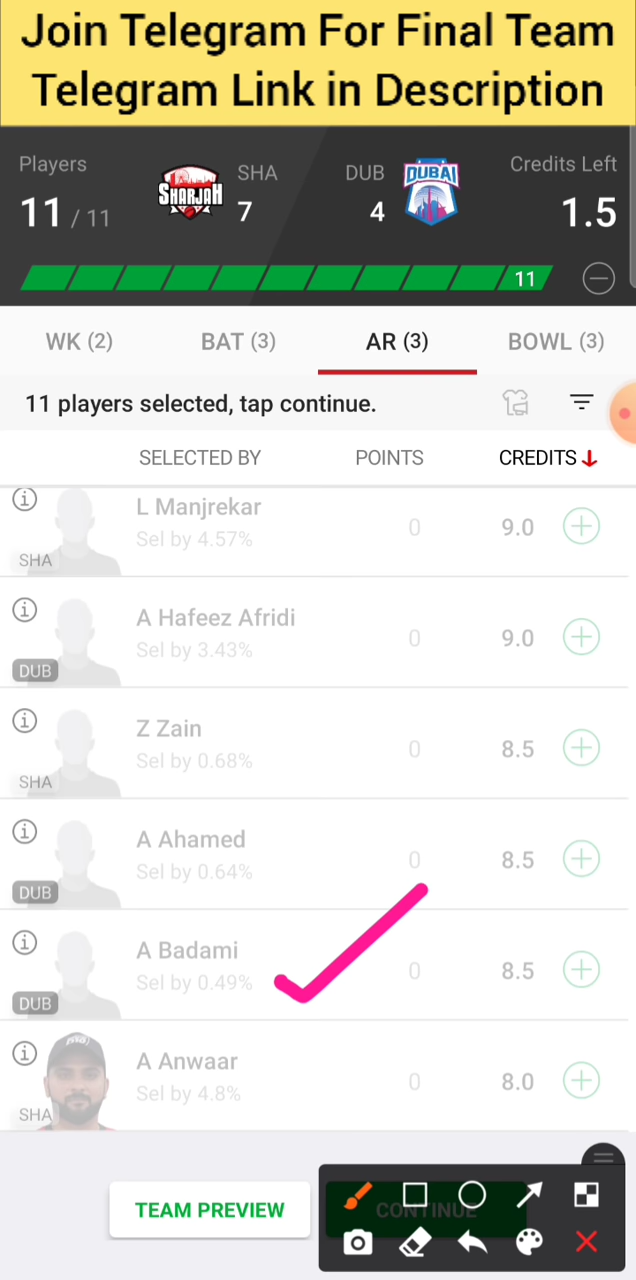 Join Telegram For Final Team
Telegram Link in Description
Players
SHA
DUB
Credits Left
11 / 11
SHARJAH
7
4
DUBAI
1.5
11
WK (2)
BAT (3)
AR (3)
BOWL (3)
11 players selected, tap continue.
SELECTED BY
POINTS
CREDITS
L Manjrekar
Sel by 4.57%
0
9.0
SHA
A Hafeez Afridi
Sel by 3.43%
0
9.0
DUB
Z Zain
Sel by 0.68%
0
8.5
SHA
A Ahamed
Sel by 0.64%
0
8.5
DUB
A Badami
Sel by 0.49%
0
8.5
DUB
A Anwaar
Sel by 4.8%
0
8.0
SHA
TEAM PREVIEW
CONTINUE